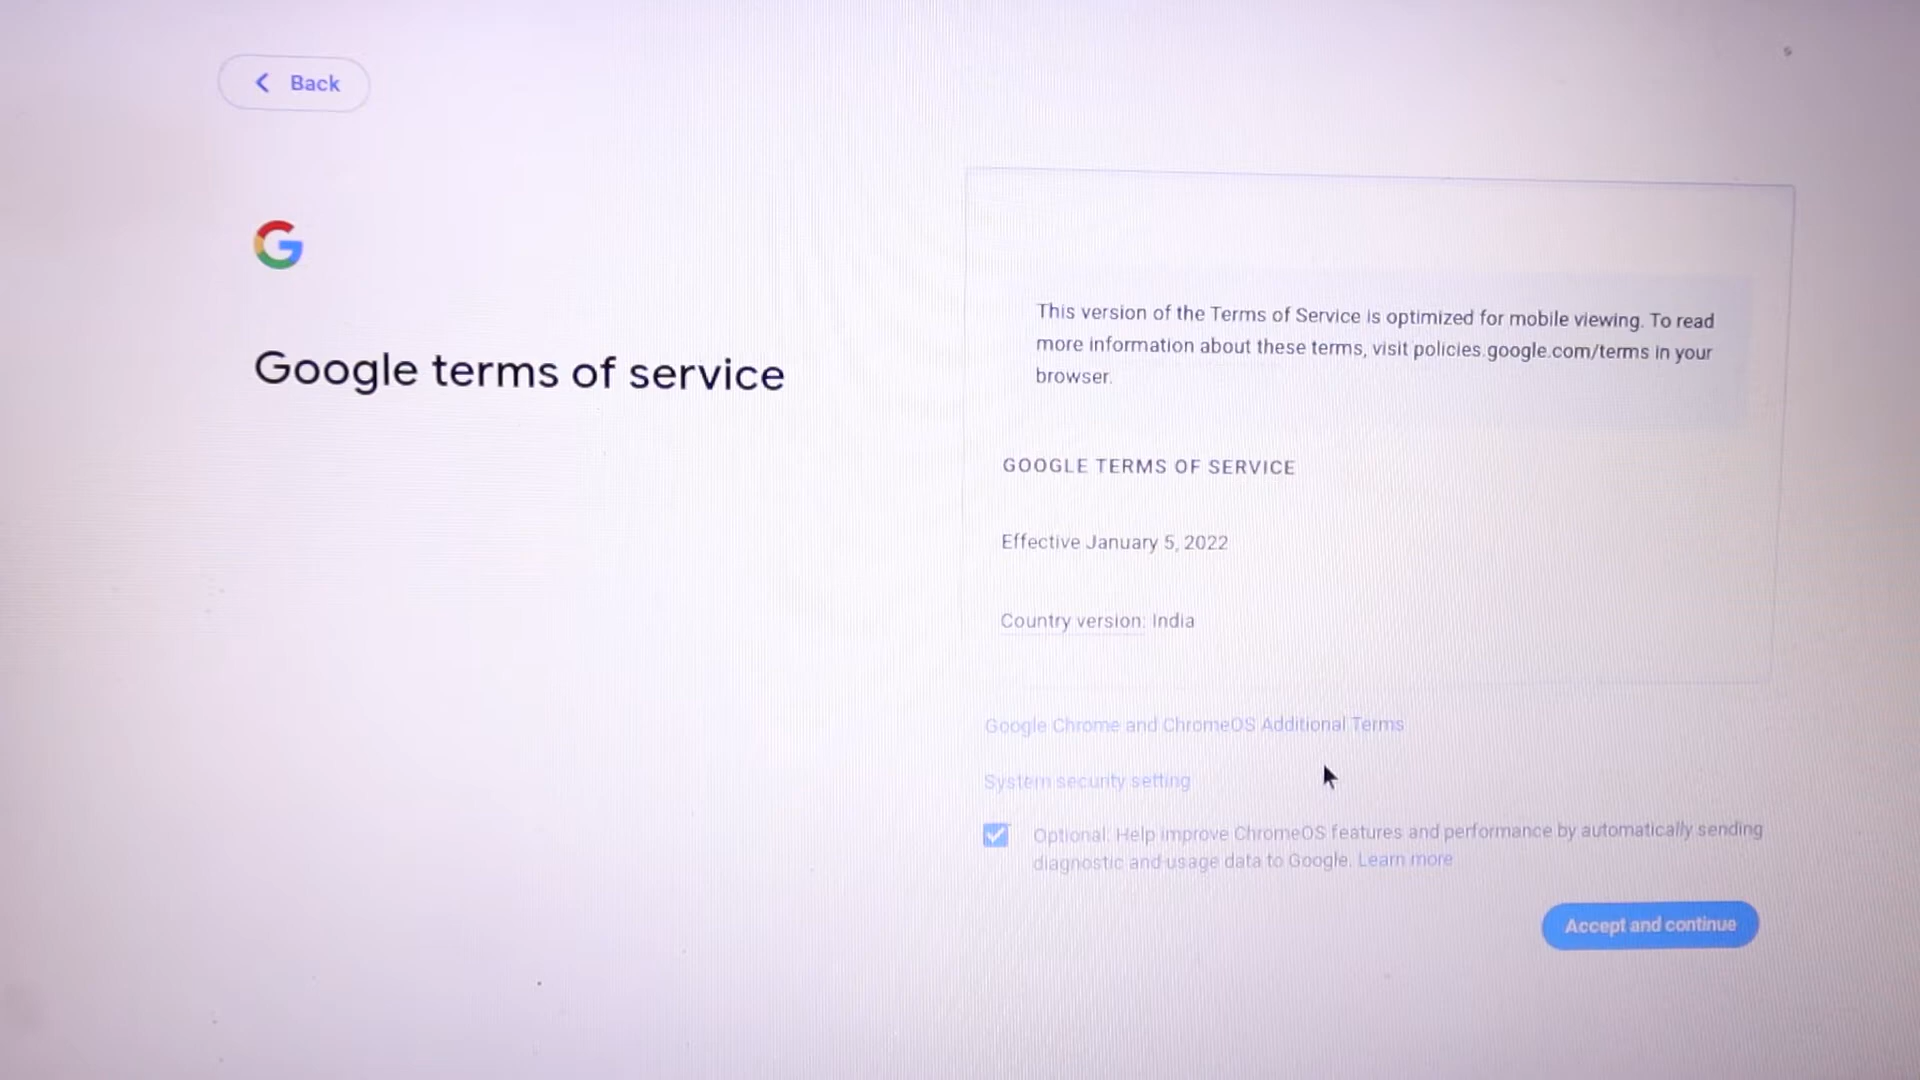 Back
Google terms of service
This version of the Terms of Service is optimized for mobile viewing. To read
more information about these terms, visit policies.google.com/terms in your
browser.
GOOGLE TERMS OF SERVICE
Effective January 5, 2022
Country version: India
Google Chrome and ChromeOS Additional Terms
System security setting
Optional: Help improve ChromeOS features and performance by automatically sending
diagnostic and usage data to Google. Learn more
Accept and continue